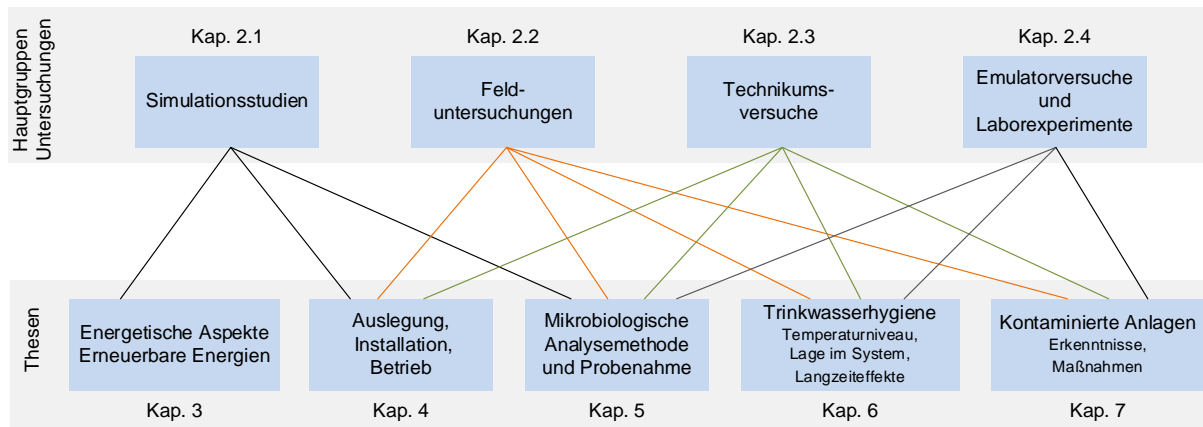 Hauptgruppen
Untersuchungen
Kap. 2.1
Kap. 2.2
Kap. 2.3
Kap. 2.4
Simulationsstudien
Feld-
untersuchungen
Technikums-
versuche
Emulatorversuche
und
Laborexperimente
Thesen
Energetische Aspekte
Erneuerbare Energien
Auslegung,
Installation,
Betrieb
Mikrobiologische
Analysemethode
und Probenahme
Trinkwasserhygiene
Temperaturniveau,
Lage im System,
Langzeiteffekte
Kontaminierte Anlagen
Erkenntnisse,
Maßnahmen
Kap. 3
Kap. 4
Kap. 5
Kap. 6
Kap. 7